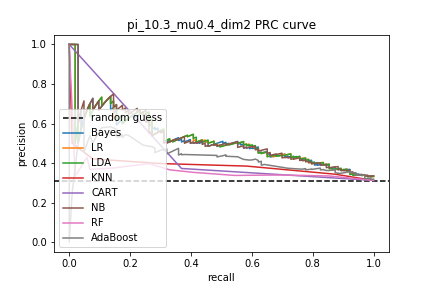 pi_10.3_mu0.4_dim2 PRC curve
1.0
0.8
0.6
0.4
0.2
0.0
precision
random guess
Bayes
LR
LDA
KNN
CART
NB
RF
AdaBoost
0.0 0.2 0.4 0.6 0.8 1.0
recall